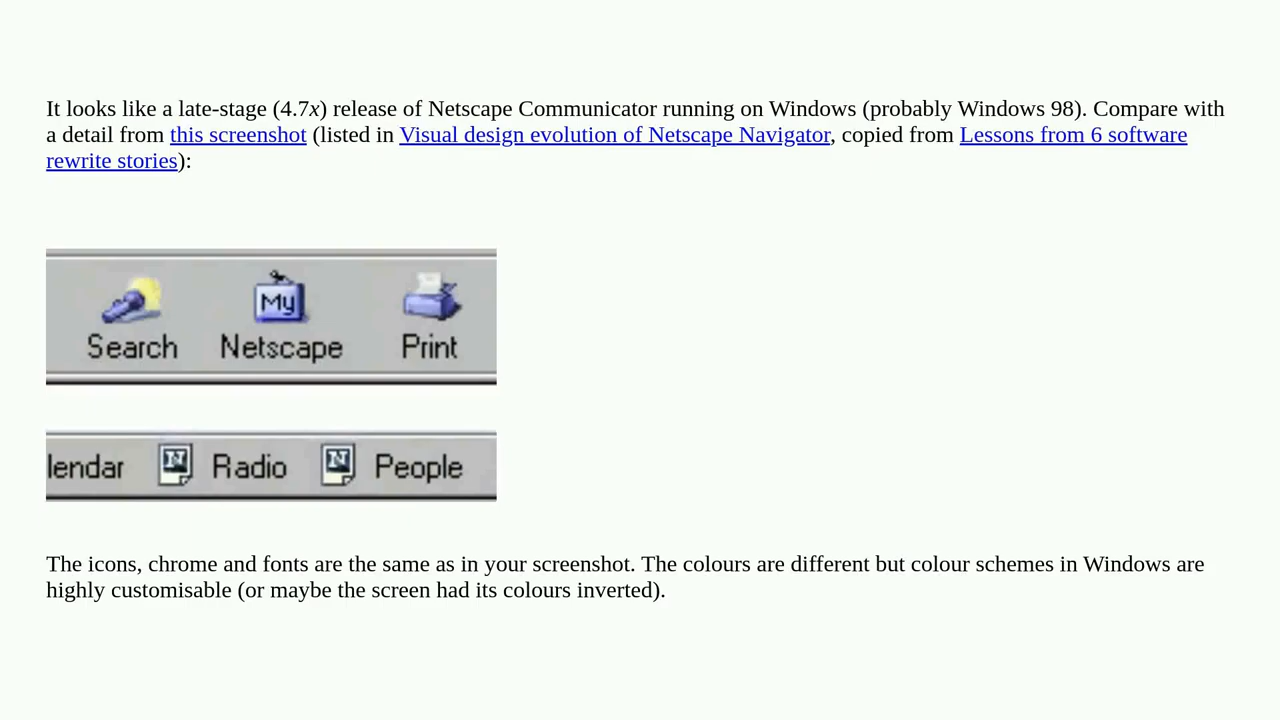 It looks like a late-stage (4.7x) release of Netscape Communicator running on Windows (probably Windows 98). Compare with
a detail from this screenshot (listed in Visual design evolution of Netscape Navigator, copied from Lessons from 6 software
rewrite stories):
My
Search Netscape Print
lendar N Radio N People
The icons, chrome and fonts are the same as in your screenshot. The colours are different but colour schemes in Windows are
highly customisable (or maybe the screen had its colours inverted).